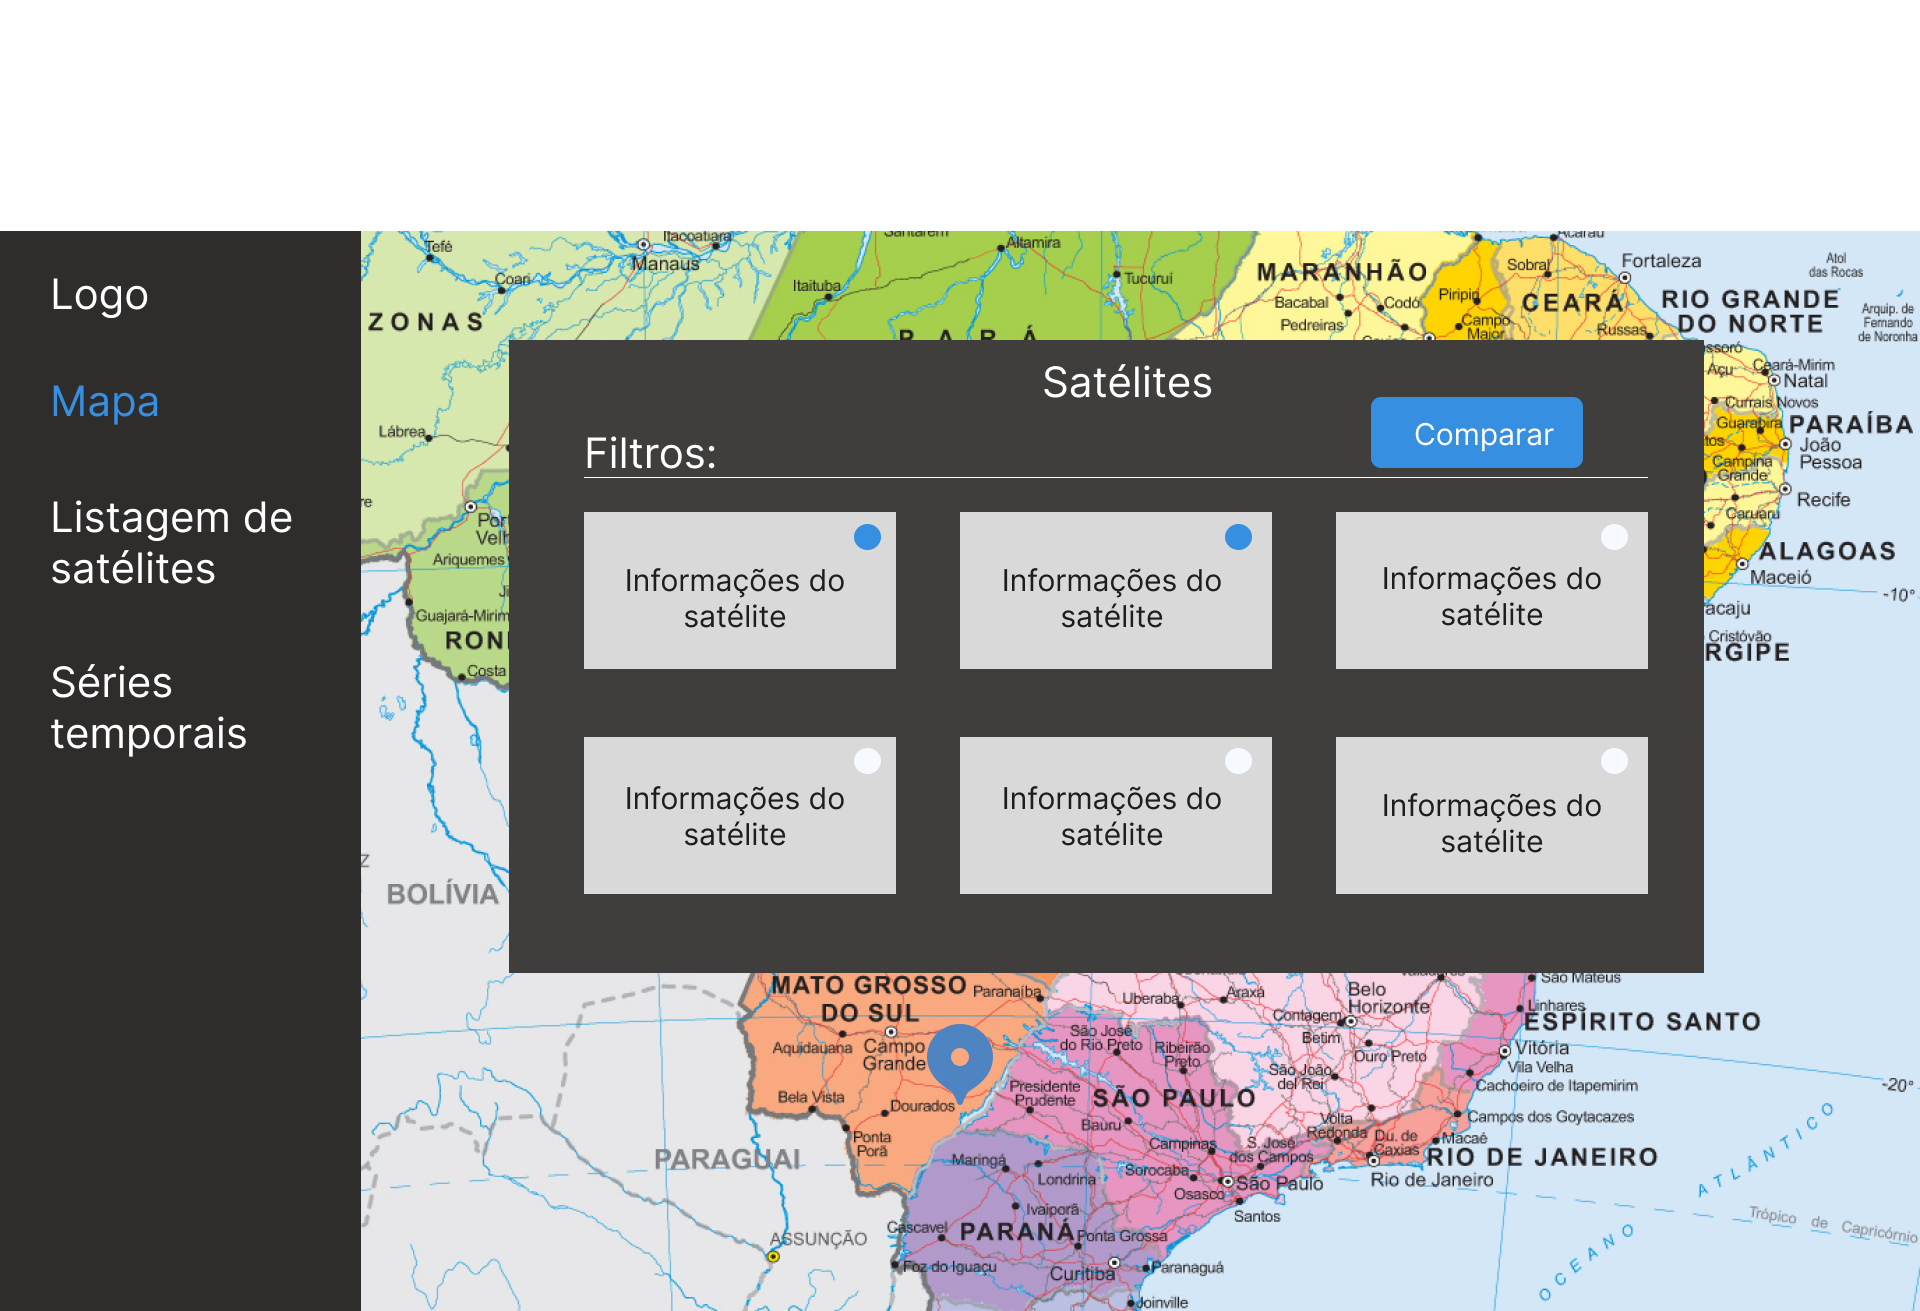 Logo
Mapa
Listagem de
satélites
Séries
temporais
Satélites
Comparar
Filtros:
Informações do
satélite
Informações do
satélite
Informações do
satélite
Informações do
satélite
Informações do
satélite
Informações do
satélite
Tefé
Coari
Itacoatiara
Manaus
Santarém
Altamira
Itaituba
Tucuruí
ZONAS
PARÁ
Lábrea
MARANHÃO
Bacabal
Codó
Pedreiras
Piripiri
Campo
Maior
Acaraú
Sobral
CEARÁ
Russas
Fortaleza
Atol
das Rocas
RIO GRANDE
DO NORTE
Arquip. de
Fernando
de Noronha
Açu
Ceará-Mirim
Natal
Currais Novos
Guarabira
PARAÍBA
João
Pessoa
Campina
Grande
Recife
Caruaru
ALAGOAS
Maceió
-10°
acaju
Cristóvão
RGIPE
Ariquemes
Guajará-Mirim
RON
Costa
BOLÍVIA
MATO GROSSO
DO SUL
Paranaíba
Aquidauana
Campo
Grande
Bela Vista
Dourados
Ponta
Porã
PARAGUAI
ASSUNÇÃO
Uberaba
Araxá
Belo
Horizonte
Contagem
Betim
Ouro Preto
São Mateus
Linhares
ESPÍRITO SANTO
Vitória
Vila Velha
Cachoeiro de Itapemirim
Campos dos Goytacazes
-20°
São José
do Rio Preto
Ribeirão
Preto
São João
del Rei
Presidente
Prudente
SÃO PAULO
Bauru
Campinas
Volta
Redonda
Du. de
Caxias
Macaé
RIO DE JANEIRO
Rio de Janeiro
S. José
dos Campos
Sorocaba
Osasco
São Paulo
Santos
Maringá
Londrina
Ivaiporã
Cascavel
PARANÁ
Ponta Grossa
Foz do Iguaçu
Curitiba
Paranaguá
Joinville
ATLÂNTICO
OCEANO
Trópico de Capricórnio